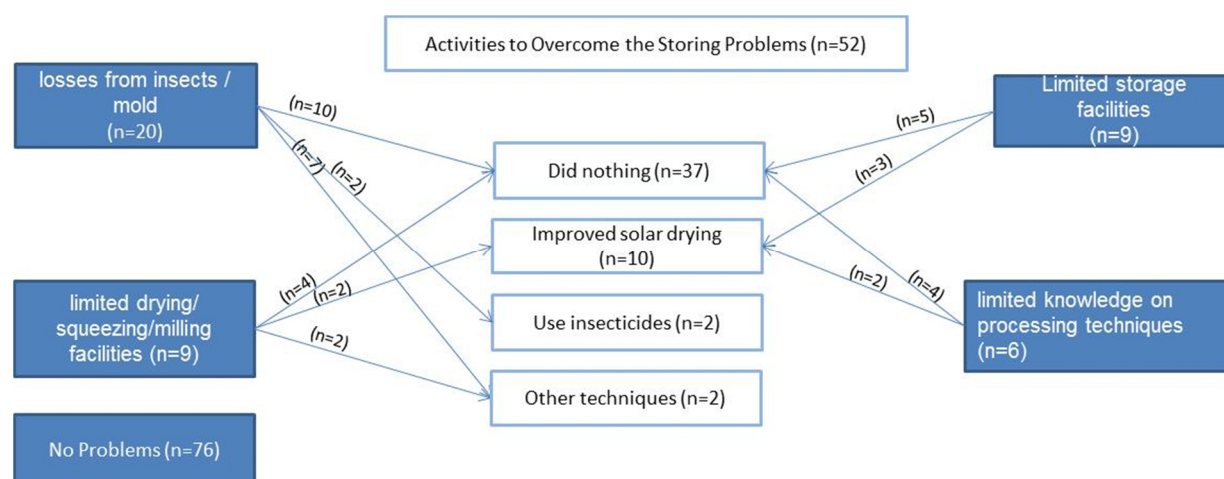 Activities to Overcome the Storing Problems (n=52)
losses from insects /
mold
(n=20)
Limited storage
facilities
(n=9)
(n=10)
(n=7)
(n=2)
(n=5)
(n=3)
Did nothing (n=37)
Improved solar drying
(n=10)
Use insecticides (n=2)
Other techniques (n=2)
limited drying/
squeezing/milling
facilities (n=9)
(n=4)
(n=2)
(n=2)
(n=2)
(n=4)
limited knowledge on
processing techniques
(n=6)
No Problems (n=76)